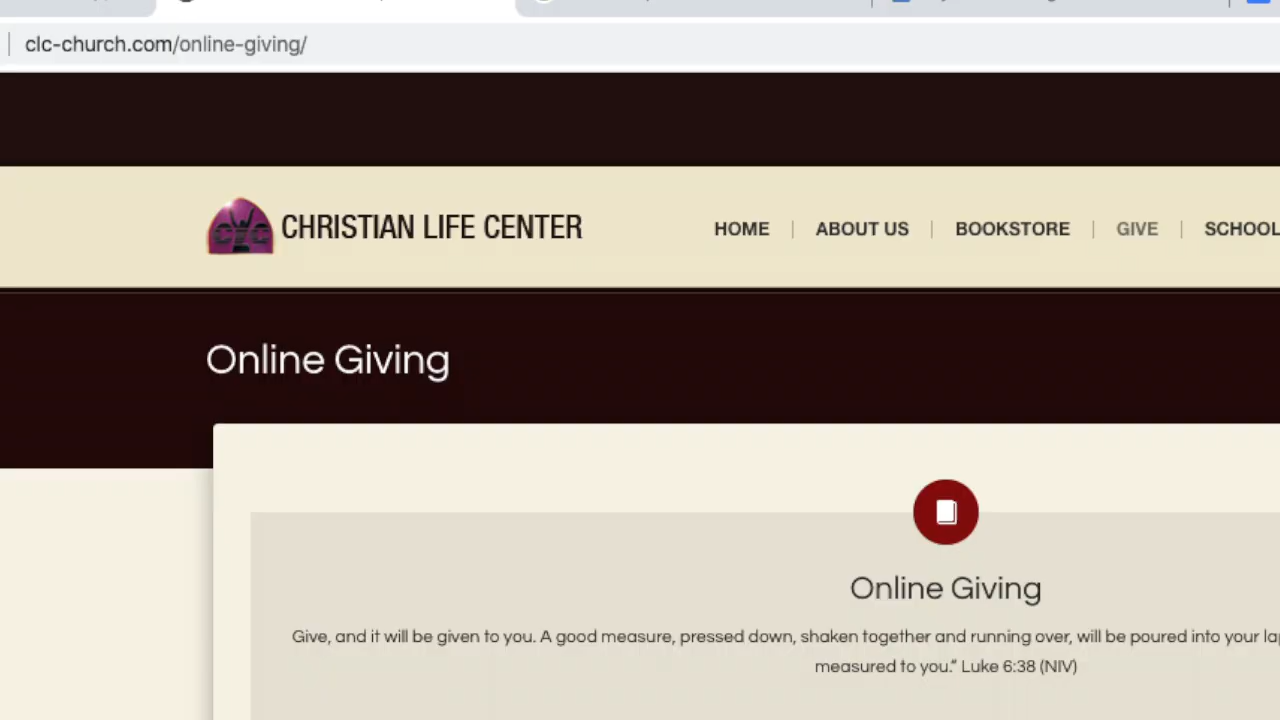 clc-church.com/online-giving/
CLC CHRISTIAN LIFE CENTER
HOME | ABOUT US | BOOKSTORE | GIVE | SCHOOL
Online Giving
Online Giving
Give, and it will be given to you. A good measure, pressed down, shaken together and running over, will be poured into your
measured to you.” Luke 6:38 (NIV)